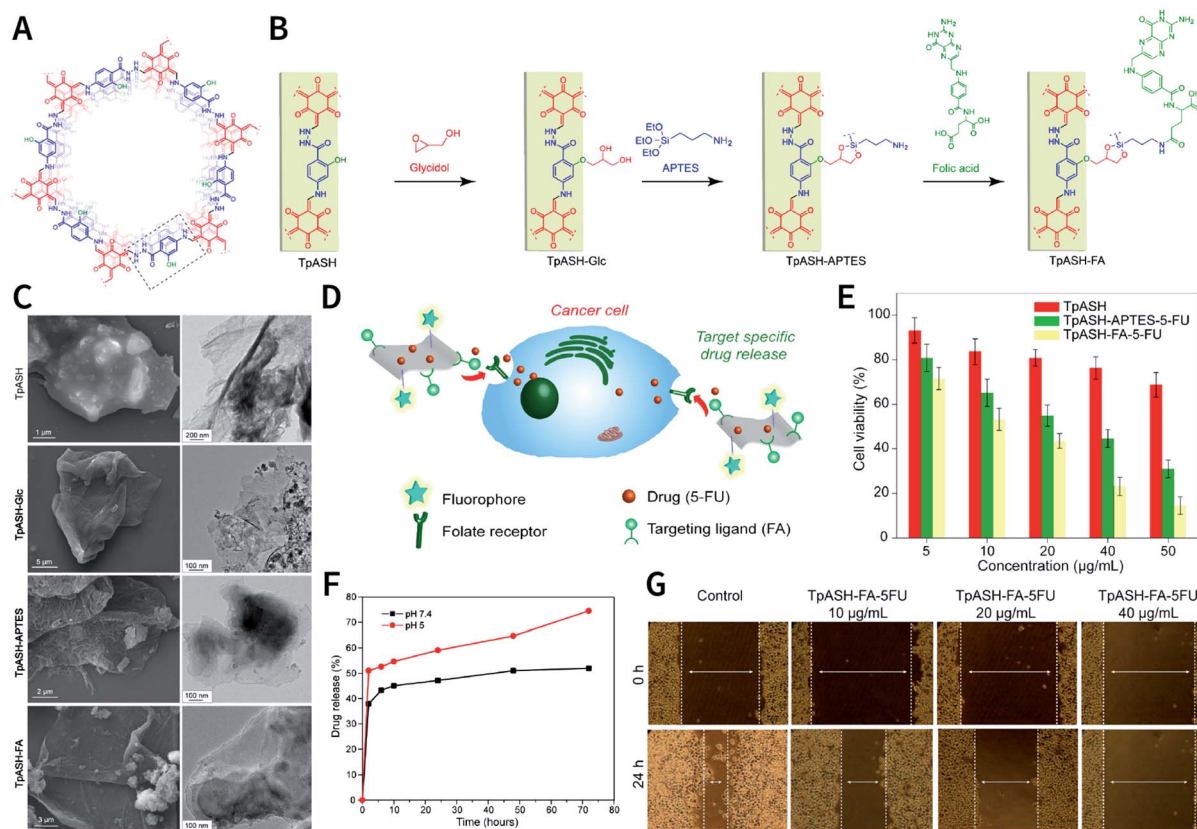 A
B
TpASH
Glycidol
TpASH-Glc
EtO
EtO
EtO
Si
NH₂
APTES
TpASH-APTES
Folic acid
TpASH-FA
C
TpASH
1 µm
200 nm
TpASH-Glc
5 µm
100 nm
TpASH-APTES
2 µm
100 nm
TpASH-FA
3 µm
100 nm
D
Cancer cell
Target specific
drug release
Fluorophore
Drug (5-FU)
Folate receptor
Targeting ligand (FA)
E
TpASH
TpASH-APTES-5-FU
TpASH-FA-5-FU
Cell viability (%)
100
80
60
40
20
0
5
10
20
40
50
Concentration (µg/mL)
F
pH 7.4
pH 5
Drug release (%)
80
70
60
50
40
30
20
10
0
0
10
20
30
40
50
60
70
80
Time (hours)
G
Control
TpASH-FA-5FU
10 µg/mL
TpASH-FA-5FU
20 µg/mL
TpASH-FA-5FU
40 µg/mL
0 h
24 h